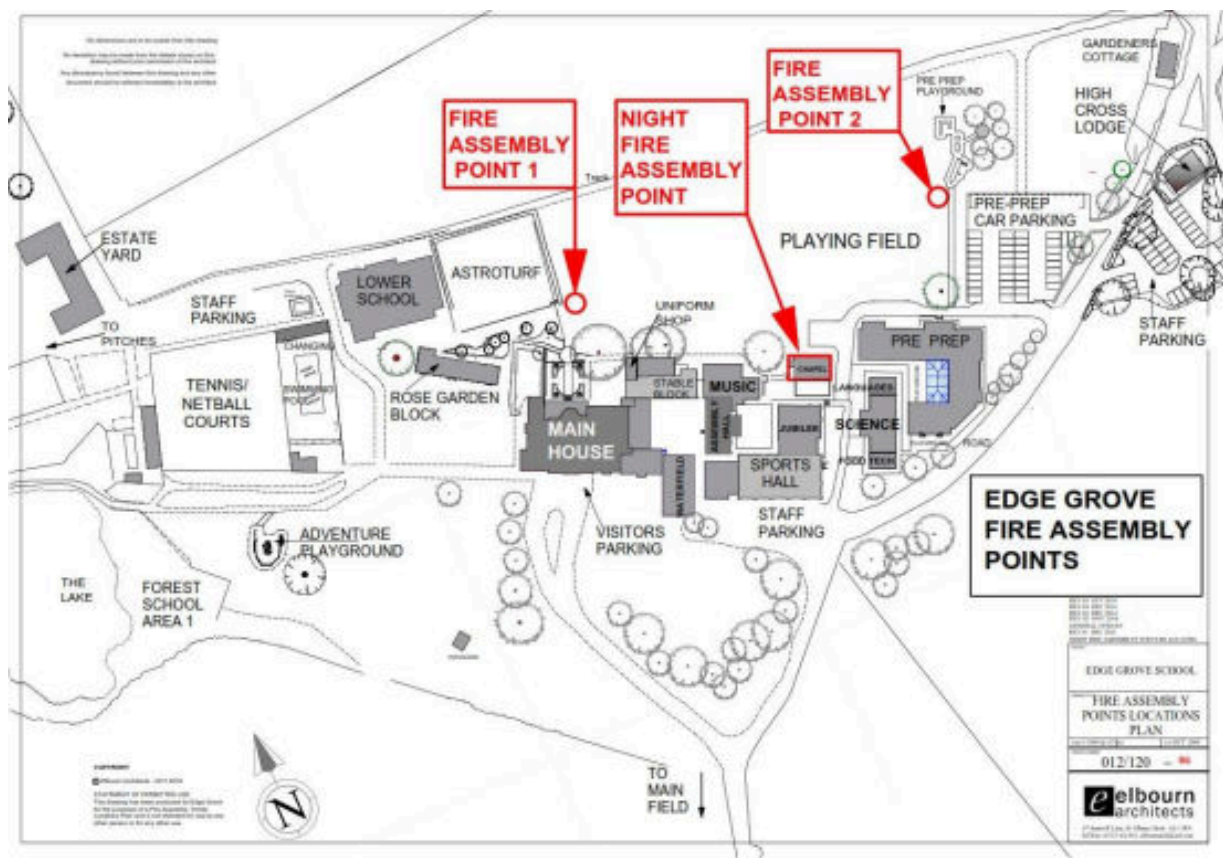 FIRE
ASSEMBLY
POINT 1
NIGHT
FIRE
ASSEMBLY
POINT
FIRE
ASSEMBLY
POINT 2
PRE PREP
PLAYGROUND
GARDENERS
COTTAGE
HIGH
CROSS
LODGE
Track
PRE-PREP
CAR PARKING
PLAYING FIELD
ESTATE
YARD
LOWER
SCHOOL
ASTROTURF
STAFF
PARKING
UNIFORM
SHOP
STAFF
PARKING
TO
PITCHES
CHANGING
SWIMMING
POOL
TENNIS/
NETBALL
COURTS
ROSE GARDEN
BLOCK
STABLE
BLOCK
MUSIC
CHAPEL
PRE PREP
LANGUAGES
MAIN
HOUSE
ASSEMBLY
HALL
JUBILEE
SCIENCE
FOOD TECH
ROAD
WATERFIELD
SPORTS
HALL
VISITORS
PARKING
STAFF
PARKING
EDGE GROVE
FIRE ASSEMBLY
POINTS
ADVENTURE
PLAYGROUND
THE
LAKE
FOREST
SCHOOL
AREA 1
TO
MAIN
FIELD
N
COPYRIGHT
EDGE GROVE SCHOOL
FIRE ASSEMBLY
POINTS LOCATIONS
PLAN
012/120 -
e elbourn
architects